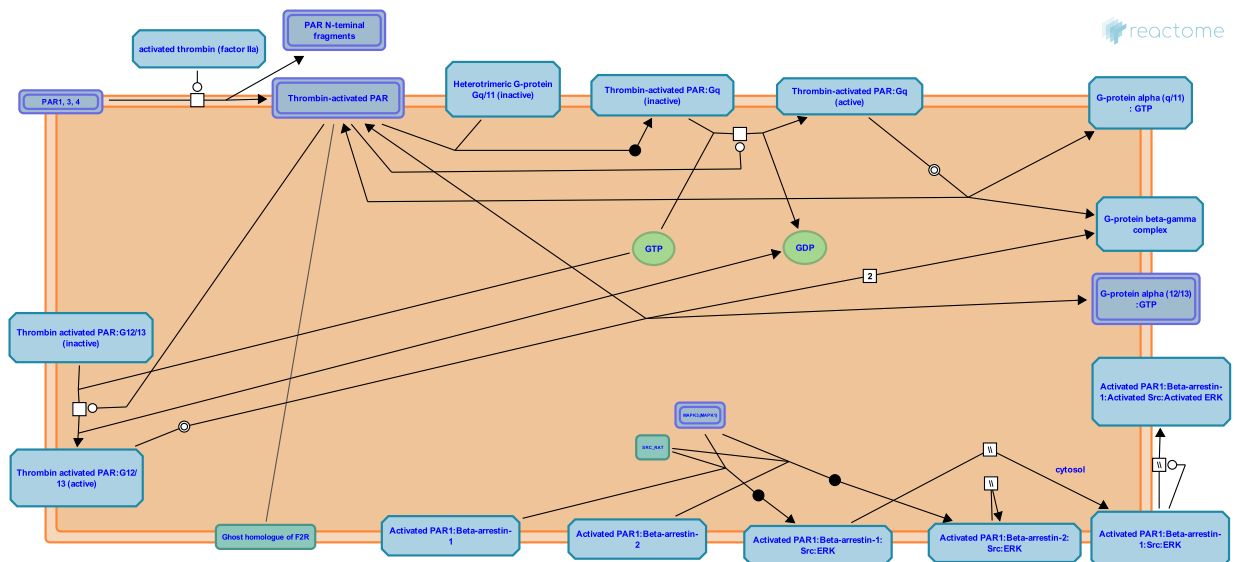 reactome
PAR N-teminal
fragments
activated thrombin (factor IIa)
PAR1, 3, 4
Thrombin-activated PAR
Heterotrimeric G-protein
Gq/11 (inactive)
Thrombin-activated PAR:Gq
(inactive)
Thrombin-activated PAR:Gq
(active)
G-protein alpha (q/11)
: GTP
G-protein beta-gamma
complex
GTP
GDP
2
G-protein alpha (12/13)
:GTP
Thrombin activated PAR:G12/13
(inactive)
Activated PAR1:Beta-arrestin-
1:Activated Src:Activated ERK
MAPK3(MAPK1)
SRC_RAT
\\
cytosol
\\
\\
Thrombin activated PAR:G12/
13 (active)
Ghost homologue of F2R
Activated PAR1:Beta-arrestin-
1
Activated PAR1:Beta-arrestin-
2
Activated PAR1:Beta-arrestin-1:
Src:ERK
Activated PAR1:Beta-arrestin-2:
Src:ERK
Activated PAR1:Beta-arrestin-
1:Src:ERK